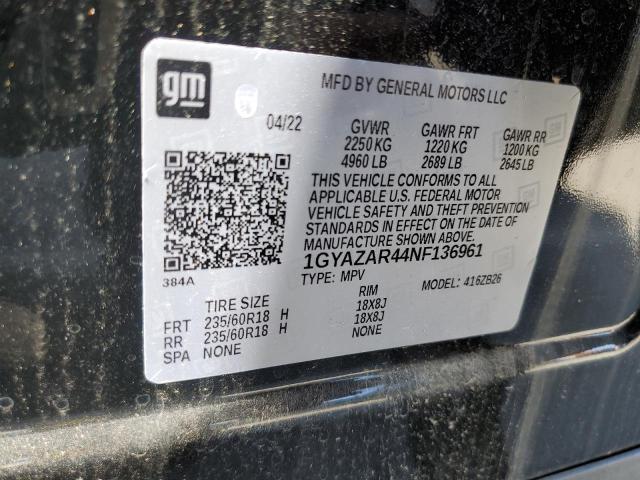 gm
MFD BY GENERAL MOTORS LLC
04/22 GVWR GAWR FRT GAWR RR
2250 KG 1220 KG 1200 KG
4960 LB 2689 LB 2645 LB
THIS VEHICLE CONFORMS TO ALL
APPLICABLE U.S. FEDERAL MOTOR
VEHICLE SAFETY AND THEFT PREVENTION
STANDARDS IN EFFECT ON THE DATE OF
MANUFACTURE SHOWN ABOVE.
1GYAZAR44NF136961
384A TYPE: MPV MODEL: 416ZB26
TIRE SIZE RIM
FRT 235/60R18 H 18X8J
RR 235/60R18 H 18X8J
SPA NONE NONE